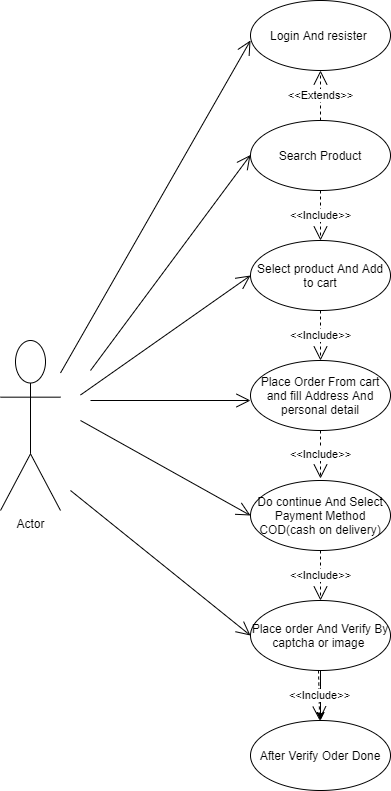 Login And resister
<<Extends>>
Search Product
<<Include>>
Select product And Add
to cart
<<Include>>
Place Order From cart
and fill Address And
personal detail
<<Include>>
Do continue And Select
Payment Method
COD(cash on delivery)
Actor
<<Include>>
Place order And Verify By
captcha or image
<<Include>>
After Verify Oder Done